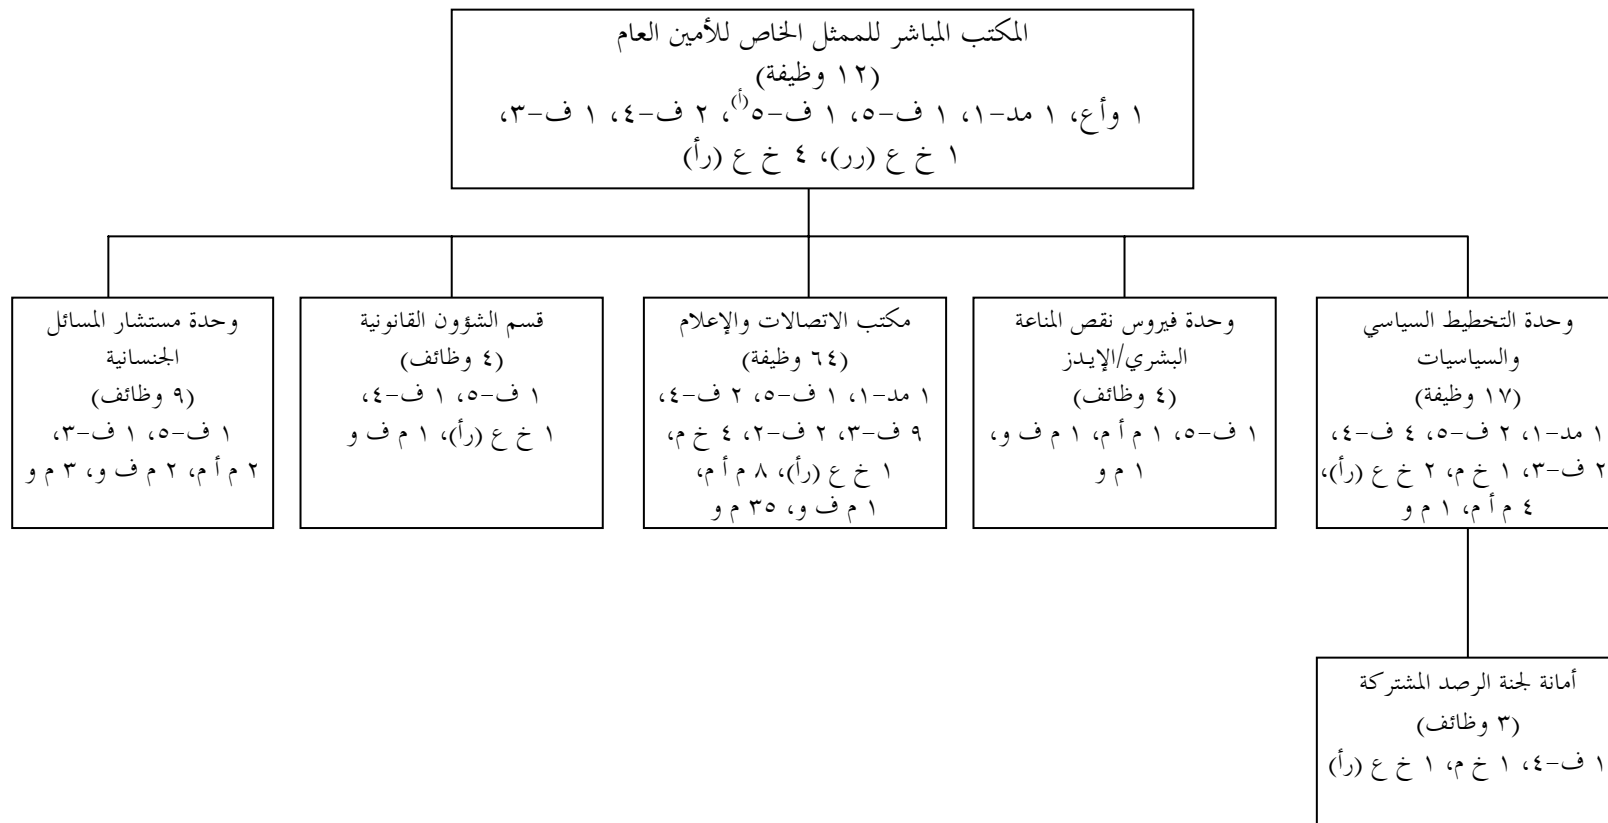 المكتب المباشر للممثل الخاص للأمين العام
(١٢ وظيفة)
١ وأع، ١ مد-١، ١ ف-٥، ١ ف-٥(أ)، ٢ ف-٤، ١ ف-٣،
١ خ ع (رر)، ٤ خ ع (رأ)
وحدة التخطيط السياسي
والسياسيات
(١٧ وظيفة)
١ مد-١، ٢ ف-٥، ٤ ف-٤،
٢ ف-٣، ١ خ م، ٢ خ ع (رأ)،
٤ م أ م، ١ م و
وحدة فيروس نقص المناعة
البشري/الإيدز
(٤ وظائف)
١ ف-٥، ١ م أ م، ١ م ف و،
١ م و
مكتب الاتصالات والإعلام
(٦٤ وظيفة)
١ مد-١، ١ ف-٥، ٢ ف-٤،
٩ ف-٣، ٢ ف-٢، ٤ خ م،
١ خ ع (رأ)، ٨ م أ م،
١ م ف و، ٣٥ م و
قسم الشؤون القانونية
(٤ وظائف)
١ ف-٥، ١ ف-٤،
١ خ ع (رأ)، ١ م ف و
وحدة مستشار المسائل
الجنسانية
(٩ وظائف)
١ ف-٥، ١ ف-٣،
٢ م أ م، ٢ م ف و، ٣ م و
أمانة لجنة الرصد المشتركة
(٣ وظائف)
١ ف-٤، ١ خ م، ١ خ ع (رأ)